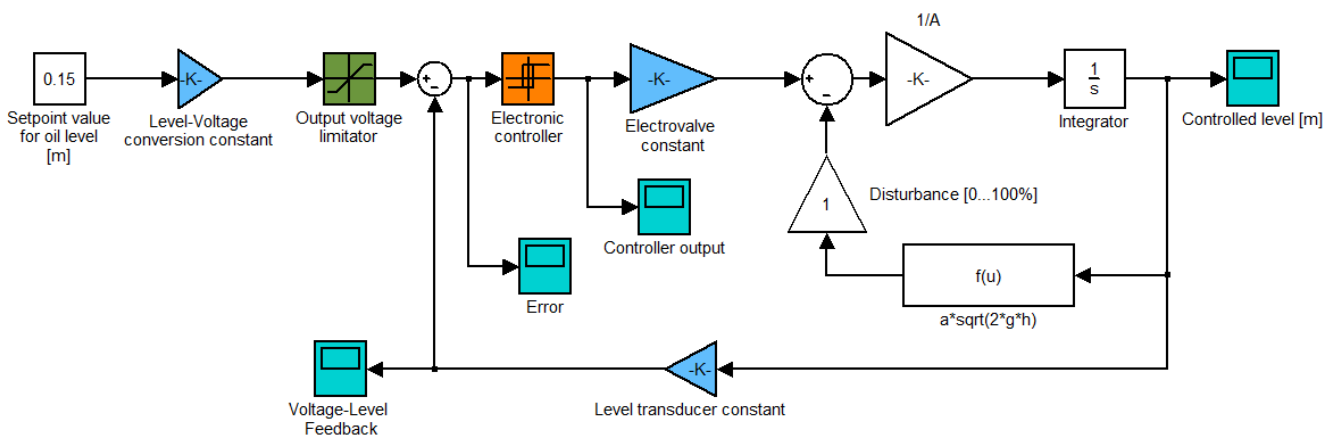 1/A
0.15
-K-
-K-
-K-
1
s
Setpoint value
for oil level
[m]
Level-Voltage
conversion constant
Output voltage
limitator
Electronic
controller
Electrovalve
constant
Integrator
Controlled level [m]
1
Disturbance [0...100%]
Controller output
f(u)
Error
a*sqrt(2*g*h)
-K-
Voltage-Level
Feedback
Level transducer constant